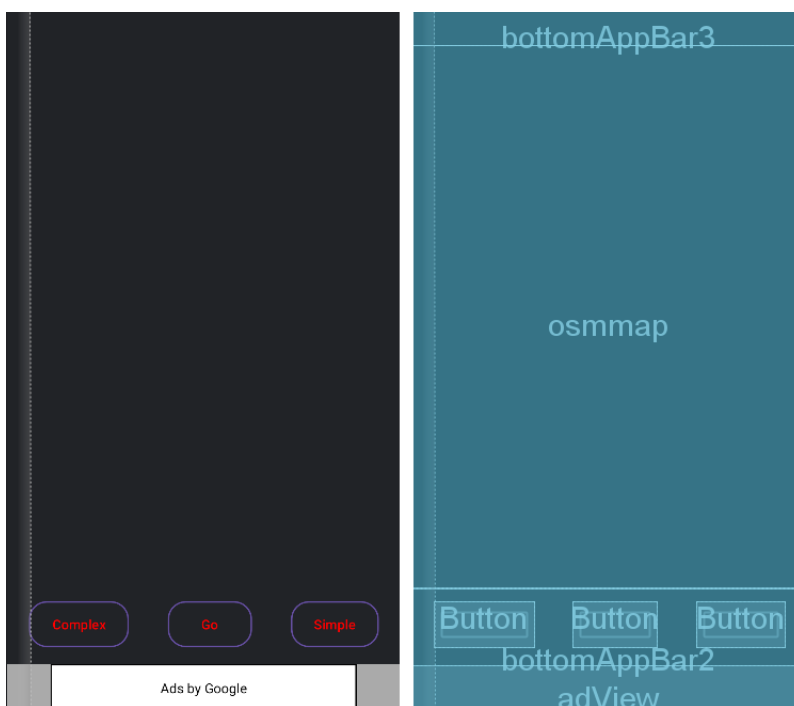 Complex Go Simple
Ads by Google
bottomAppBar3
osmmap
Button Button Button
bottomAppBar2
adView